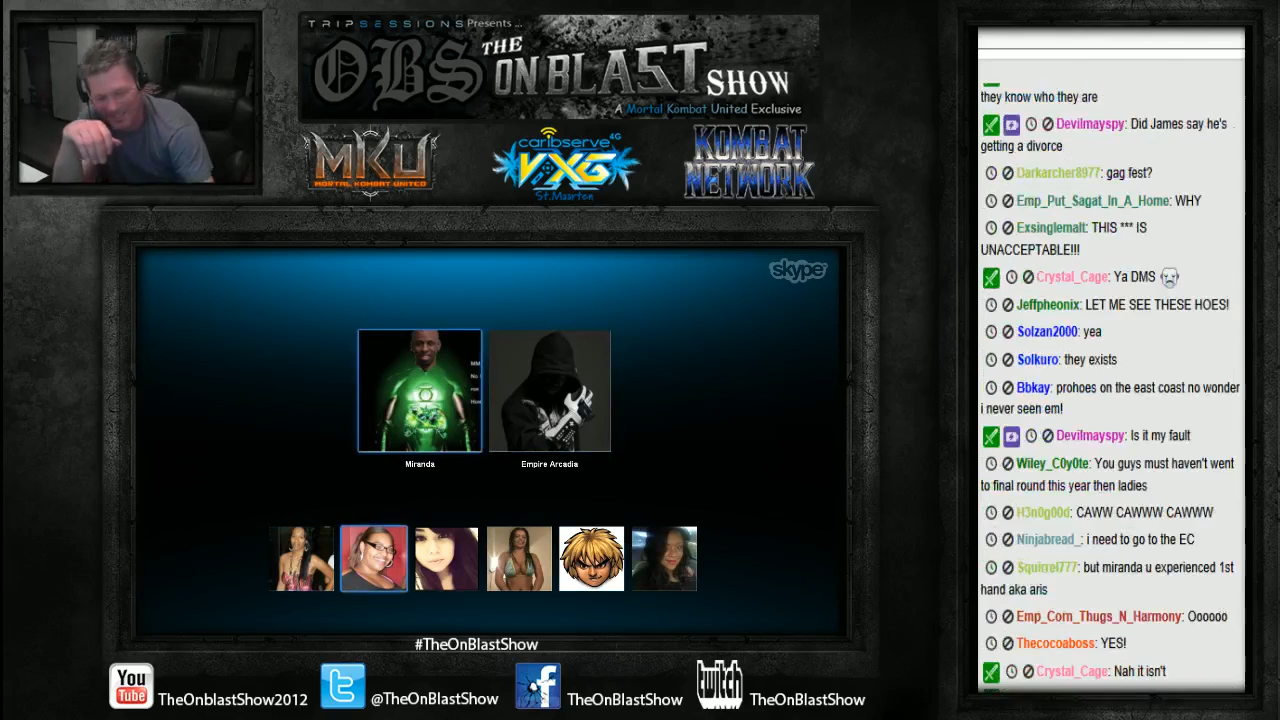 TRIPSESSIONS Presents ...
OBS THE ON BLAST SHOW
A Mortal Kombat United Exclusive
MKU
MORTAL KOMBAT UNITED
caribserve 4G
VXG
St.Maarten
KOMBAT
NETWORK
skype
MM
No
Miranda
Empire Arcadia
#TheOnBlastShow
You
Tube
TheOnblastShow2012
@TheOnBlastShow
TheOnBlastShow
twitch
TheOnBlastShow
they know who they are
Devilmayspy: Did James say he's
getting a divorce
Darkarcher8977: gag fest?
Emp_Put_Sagat_In_A_Home: WHY
Exsinglemalt: THIS *** IS
UNACCEPTABLE!!!
Crystal_Cage: Ya DMS
Jeffpheonix: LET ME SEE THESE HOES!
Solzan2000: yea
Solkuro: they exists
Bbkay: prohoes on the east coast no wonder
i never seen em!
Devilmayspy: Is it my fault
Wiley_C0y0te: You guys must haven't went
to final round this year then ladies
H3n0g00d: CAWW CAWWW CAWWW
Ninjabread_: i need to go to the EC
Squirrel777: but miranda u experienced 1st
hand aka aris
Emp_Corn_Thugs_N_Harmony: Oooooo
Thecocoaboss: YES!
Crystal_Cage: Nah it isn't